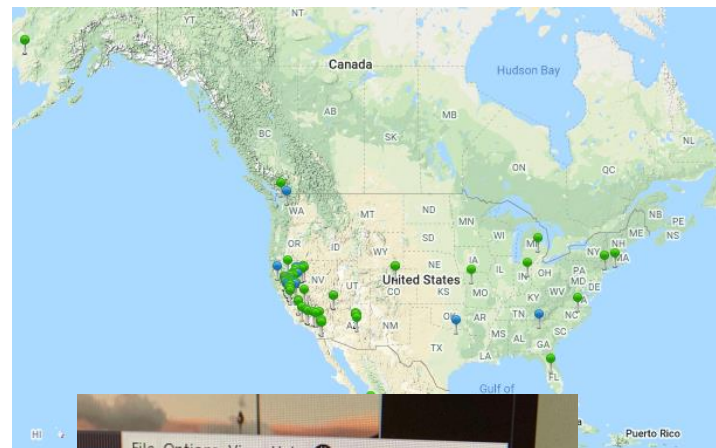 NT
YT
NU
Canada
Hudson Bay
NL
BC
AB
SK
MB
ON
QC
NB
PE
NS
WA
MT
ND
MN
OR
ID
WY
SD
WI
MI
NY
NH
ME
MA
NV
UT
CO
NE
IA
IL
IN
OH
PA
MD
DE
United States
KS
MO
KY
WV
VA
AZ
NM
OK
AR
TN
NC
SC
TX
LA
MS
AL
GA
FL
Gulf of
HI
Puerto Rico
File Options View Help